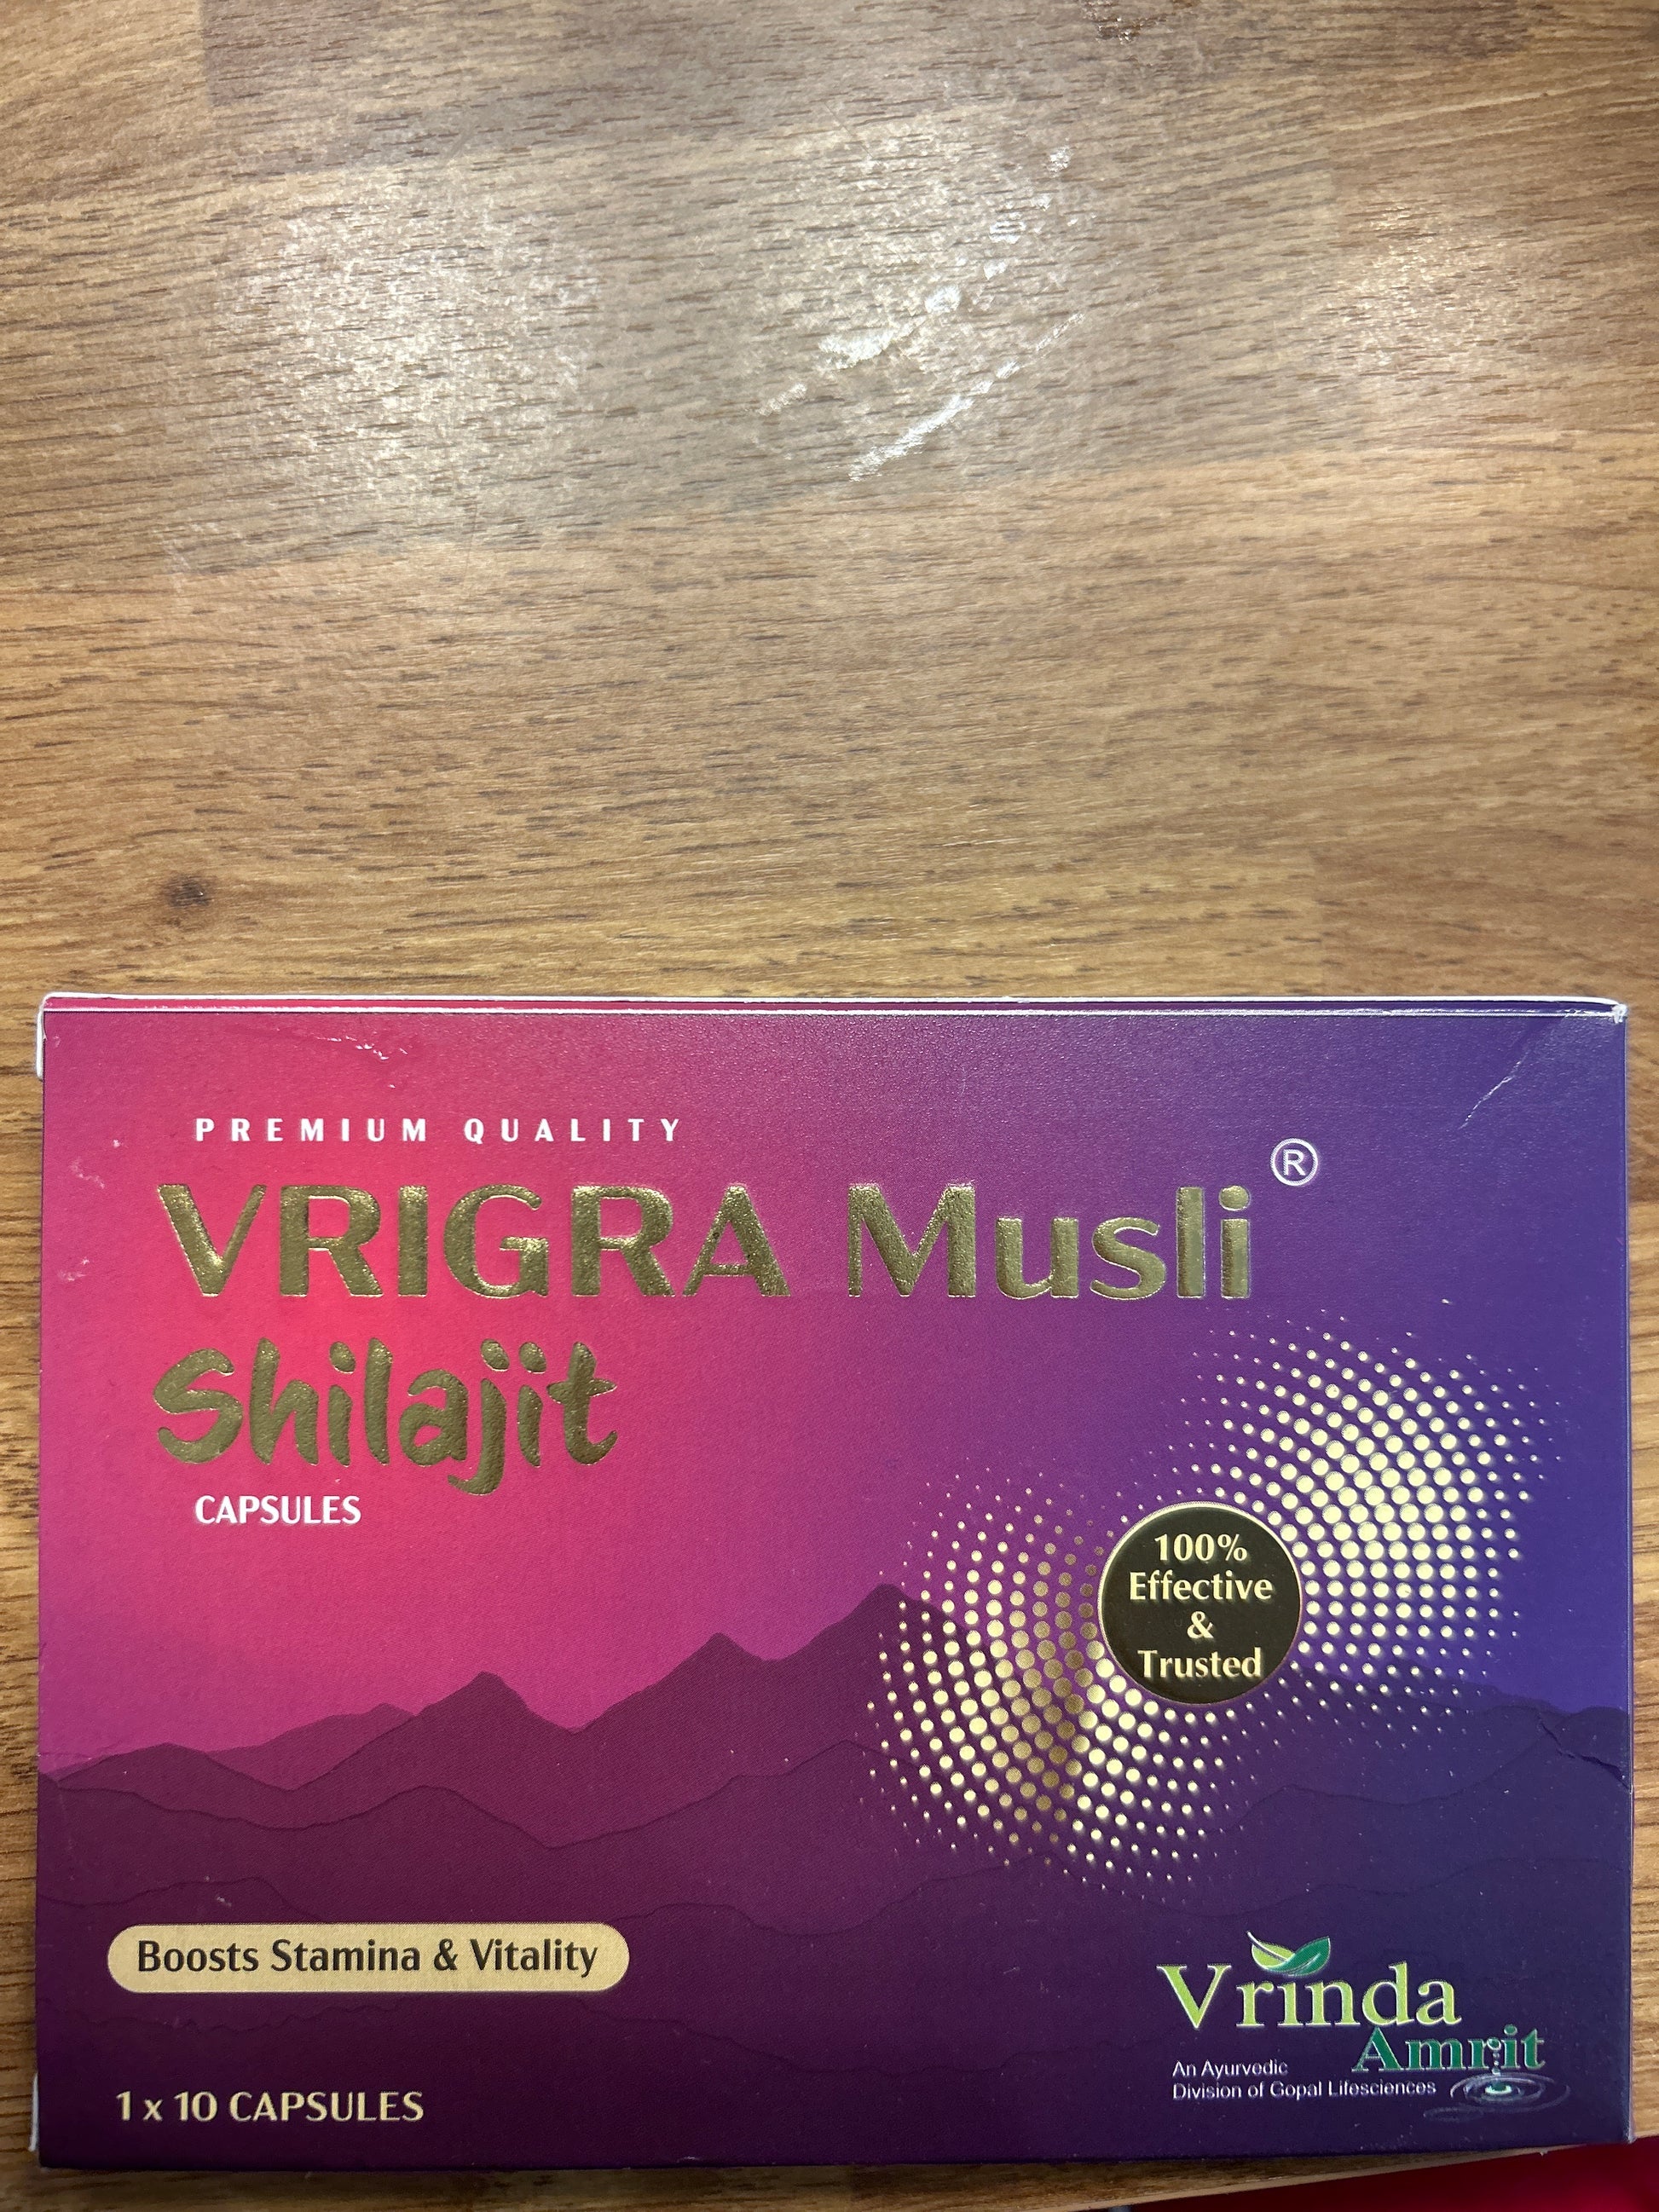 PREMIUM QUALITY
VRIGRA Musli ®
Shilajit
CAPSULES
100%
Effective
&
Trusted
Boosts Stamina & Vitality
Vrinda
Amrit
An Ayurvedic
Division of Gopal Lifesciences
1 x 10 CAPSULES